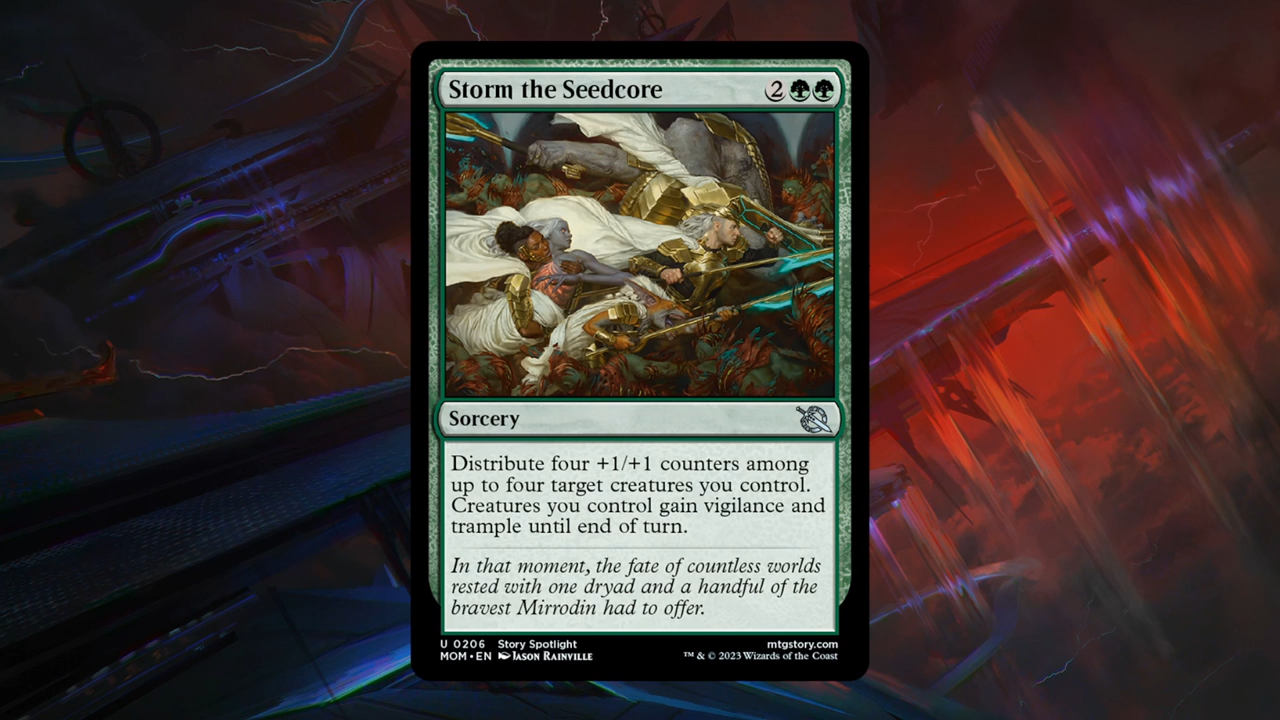 Storm the Seedcore 2
Sorcery
Distribute four +1/+1 counters among
up to four target creatures you control.
Creatures you control gain vigilance and
trample until end of turn.
In that moment, the fate of countless worlds
rested with one dryad and a handful of the
bravest Mirrodin had to offer.
U 0206 Story Spotlight mtgstory.com
MOM • EN Jason Rainville ™ & © 2023 Wizards of the Coast